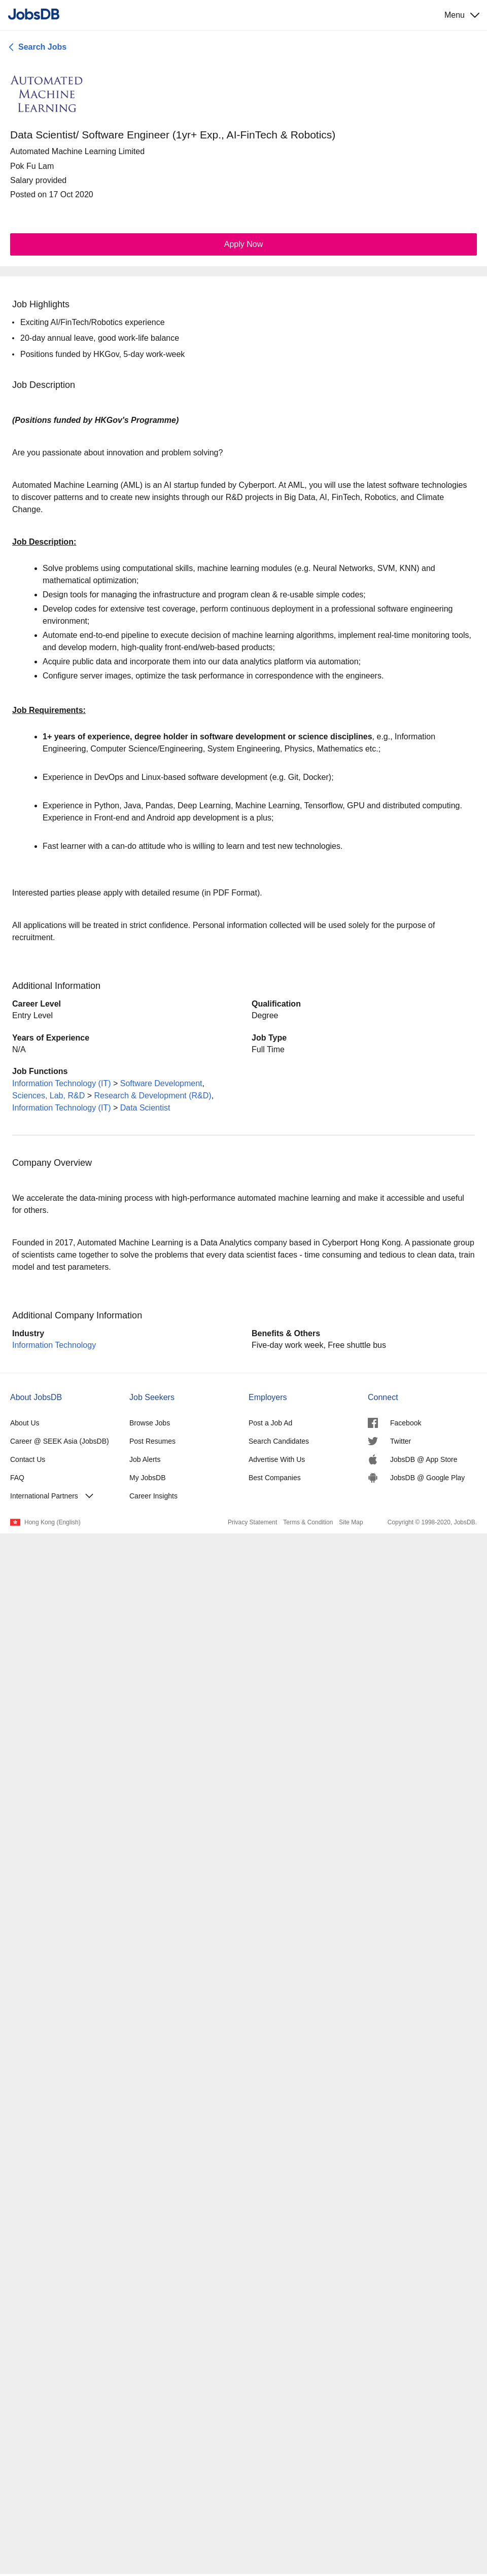 JobsDB
Menu
Search Jobs
AUTOMATED
MACHINE
LEARNING
Data Scientist/ Software Engineer (1yr+ Exp., AI-FinTech & Robotics)
Automated Machine Learning Limited
Pok Fu Lam
Salary provided
Posted on 17 Oct 2020
Apply Now
Job Highlights
• Exciting AI/FinTech/Robotics experience
• 20-day annual leave, good work-life balance
• Positions funded by HKGov, 5-day work-week
Job Description
(Positions funded by HKGov's Programme)
Are you passionate about innovation and problem solving?
Automated Machine Learning (AML) is an AI startup funded by Cyberport. At AML, you will use the latest software technologies
to discover patterns and to create new insights through our R&D projects in Big Data, AI, FinTech, Robotics, and Climate
Change.
Job Description:
• Solve problems using computational skills, machine learning modules (e.g. Neural Networks, SVM, KNN) and
mathematical optimization;
• Design tools for managing the infrastructure and program clean & re-usable simple codes;
• Develop codes for extensive test coverage, perform continuous deployment in a professional software engineering
environment;
• Automate end-to-end pipeline to execute decision of machine learning algorithms, implement real-time monitoring tools,
and develop modern, high-quality front-end/web-based products;
• Acquire public data and incorporate them into our data analytics platform via automation;
• Configure server images, optimize the task performance in correspondence with the engineers.
Job Requirements:
• 1+ years of experience, degree holder in software development or science disciplines, e.g., Information
Engineering, Computer Science/Engineering, System Engineering, Physics, Mathematics etc.;
• Experience in DevOps and Linux-based software development (e.g. Git, Docker);
• Experience in Python, Java, Pandas, Deep Learning, Machine Learning, Tensorflow, GPU and distributed computing.
Experience in Front-end and Android app development is a plus;
• Fast learner with a can-do attitude who is willing to learn and test new technologies.
Interested parties please apply with detailed resume (in PDF Format).
All applications will be treated in strict confidence. Personal information collected will be used solely for the purpose of
recruitment.
Additional Information
Career Level
Entry Level
Qualification
Degree
Years of Experience
N/A
Job Type
Full Time
Job Functions
Information Technology (IT) > Software Development,
Sciences, Lab, R&D > Research & Development (R&D),
Information Technology (IT) > Data Scientist
Company Overview
We accelerate the data-mining process with high-performance automated machine learning and make it accessible and useful
for others.
Founded in 2017, Automated Machine Learning is a Data Analytics company based in Cyberport Hong Kong. A passionate group
of scientists came together to solve the problems that every data scientist faces - time consuming and tedious to clean data, train
model and test parameters.
Additional Company Information
Industry
Information Technology
Benefits & Others
Five-day work week, Free shuttle bus
About JobsDB
About Us
Career @ SEEK Asia (JobsDB)
Contact Us
FAQ
International Partners
Job Seekers
Browse Jobs
Post Resumes
Job Alerts
My JobsDB
Career Insights
Employers
Post a Job Ad
Search Candidates
Advertise With Us
Best Companies
Connect
Facebook
Twitter
JobsDB @ App Store
JobsDB @ Google Play
Hong Kong (English)
Privacy Statement Terms & Condition Site Map Copyright © 1998-2020, JobsDB.